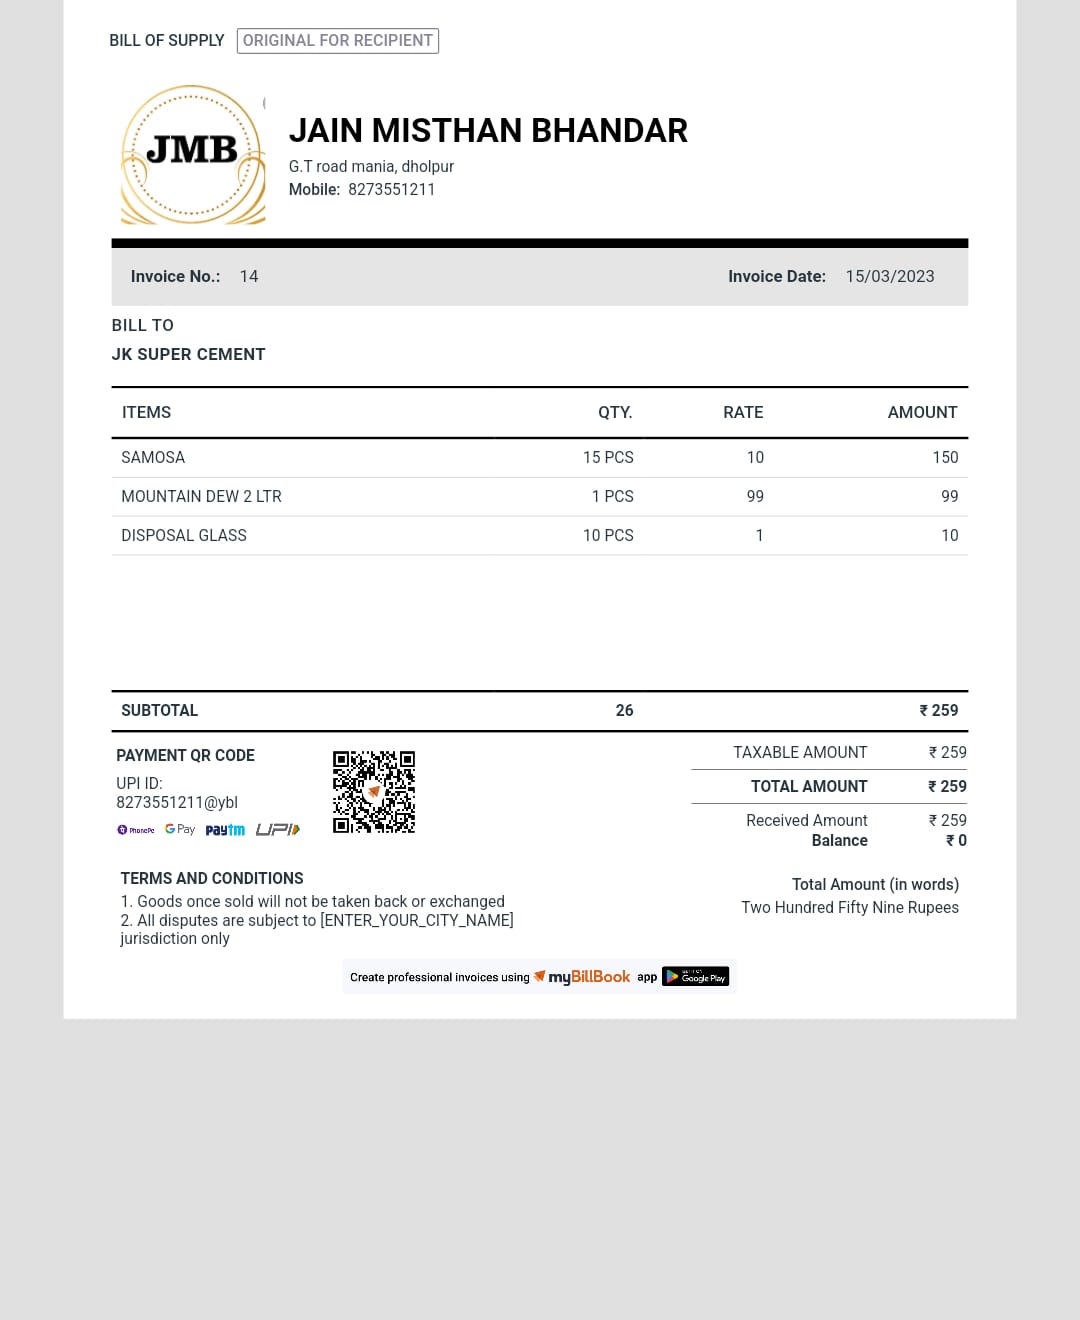 BILL OF SUPPLY ORIGINAL FOR RECIPIENT
JMB
JAIN MISTHAN BHANDAR
G.T road mania, dholpur
Mobile: 8273551211
Invoice No.: 14 Invoice Date: 15/03/2023
BILL TO
JK SUPER CEMENT
ITEMS QTY. RATE AMOUNT
SAMOSA 15 PCS 10 150
MOUNTAIN DEW 2 LTR 1 PCS 99 99
DISPOSAL GLASS 10 PCS 1 10
SUBTOTAL 26 ₹ 259
PAYMENT QR CODE
UPI ID:
8273551211@ybl
PhonePe G Pay paytm UPI
TAXABLE AMOUNT ₹ 259
TOTAL AMOUNT ₹ 259
Received Amount ₹ 259
Balance ₹ 0
TERMS AND CONDITIONS
1. Goods once sold will not be taken back or exchanged
2. All disputes are subject to [ENTER_YOUR_CITY_NAME]
jurisdiction only
Total Amount (in words)
Two Hundred Fifty Nine Rupees
Create professional invoices using myBillBook app Google Play